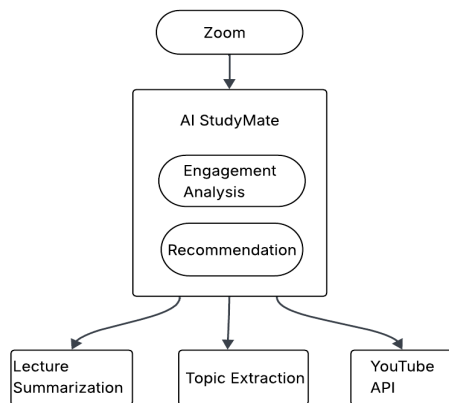 Zoom
AI StudyMate
Engagement
Analysis
Recommendation
Lecture
Summarization
Topic Extraction
YouTube
API